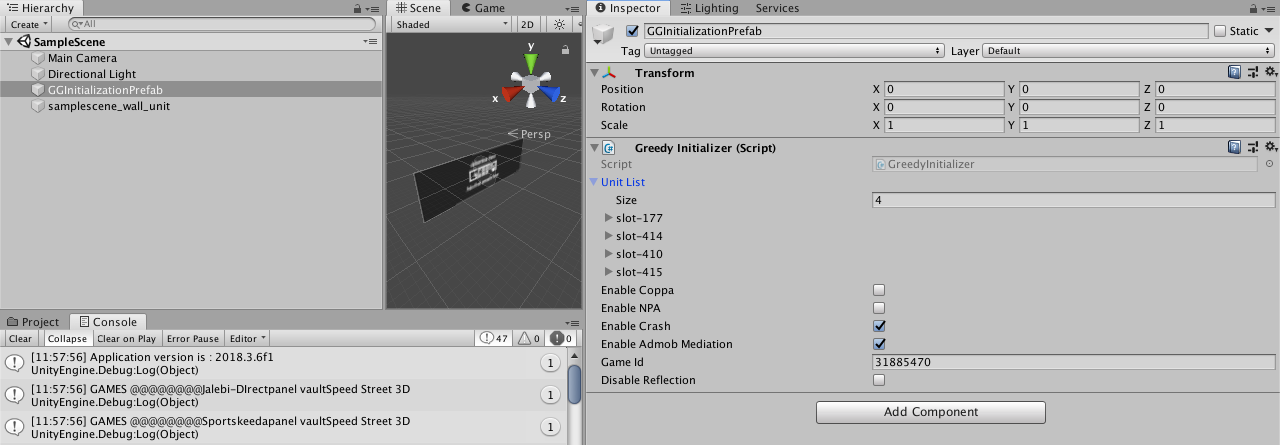 Hierarchy
Create
All
SampleScene
Main Camera
Directional Light
GGInitializationPrefab
samplescene_wall_unit
Scene
Game
Shaded
2D
y
x
z
Persp
Project
Console
Clear
Collapse
Clear on Play
Error Pause
Editor
47
0
0
[11:57:56] Application version is : 2018.3.6f1
UnityEngine.Debug:Log(Object)
1
[11:57:56] GAMES @@@@@@@@Jalebi-DIrectpanel vaultSpeed Street 3D
UnityEngine.Debug:Log(Object)
1
[11:57:56] GAMES @@@@@@@@Sportskeedapanel vaultSpeed Street 3D
UnityEngine.Debug:Log(Object)
1
Inspector
Lighting
Services
GGInitializationPrefab
Static
Tag Untagged
Layer Default
Transform
Position X 0 Y 0 Z 0
Rotation X 0 Y 0 Z 0
Scale X 1 Y 1 Z 1
Greedy Initializer (Script)
Script GreedyInitializer
Unit List
Size 4
slot-177
slot-414
slot-410
slot-415
Enable Coppa
Enable NPA
Enable Crash
Enable Admob Mediation
Game Id 31885470
Disable Reflection
Add Component